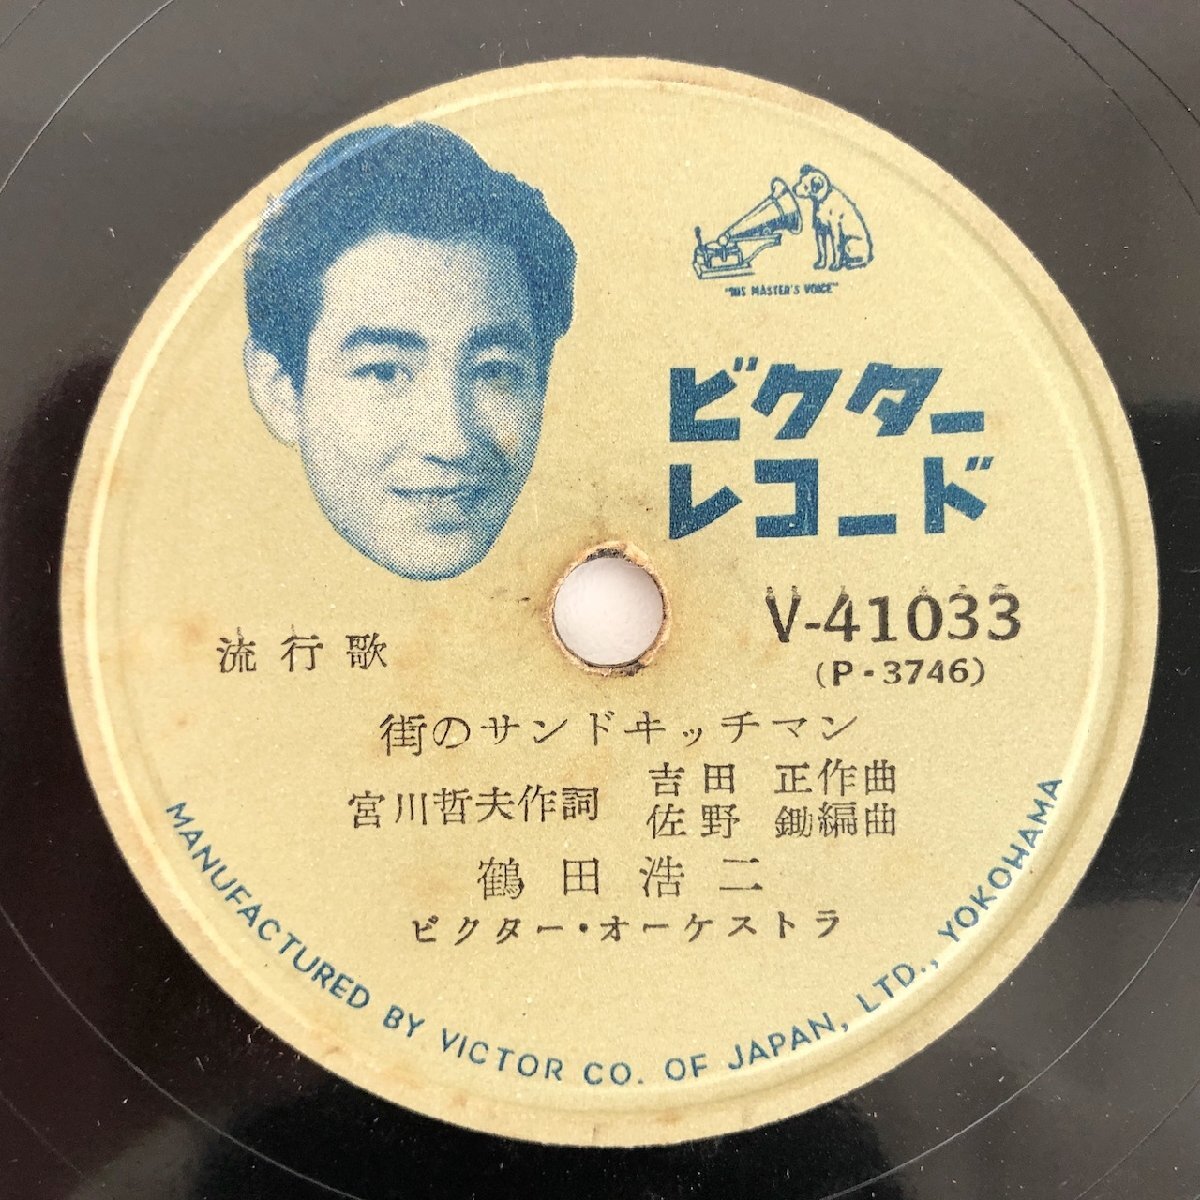 "HIS MASTER'S VOICE"
ビクター
レコード
V-41033
(P・3746)
流行歌
街のサンドヰッチマン
宮川哲夫作詞
吉田 正作曲
佐野 鋤編曲
鶴田浩二
ビクター・オーケストラ
MANUFACTURED BY VICTOR CO. OF JAPAN, LTD., YOKOHAMA